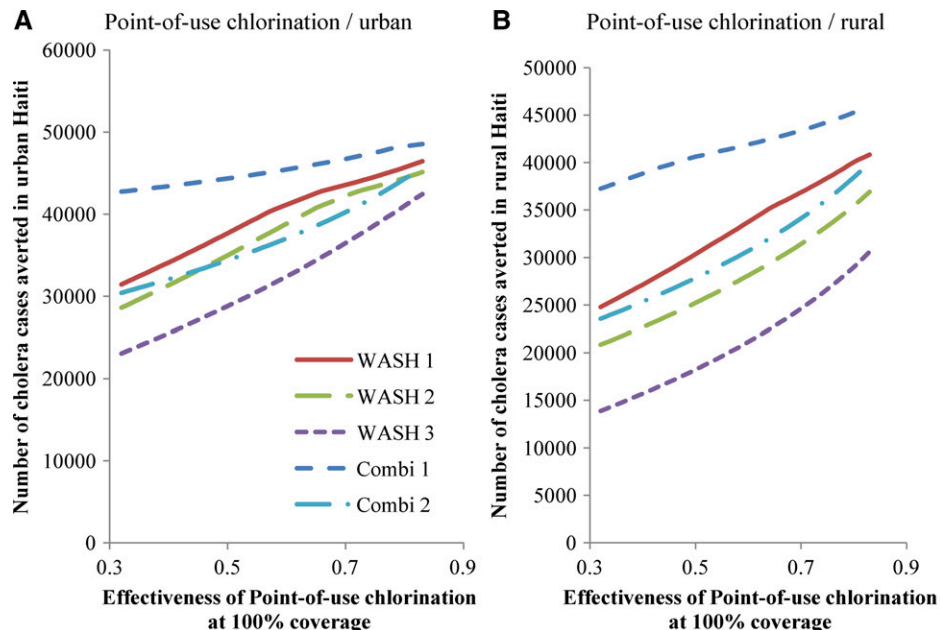 A Point-of-use chlorination / urban
Number of cholera cases averted in urban Haiti
60000
50000
40000
30000
20000
10000
0
0.3 0.5 0.7 0.9
Effectiveness of Point-of-use chlorination
at 100% coverage
WASH 1
WASH 2
WASH 3
Combi 1
Combi 2
B Point-of-use chlorination / rural
Number of cholera cases averted in rural Haiti
50000
45000
40000
35000
30000
25000
20000
15000
10000
5000
0
0.3 0.5 0.7 0.9
Effectiveness of Point-of-use chlorination
at 100% coverage